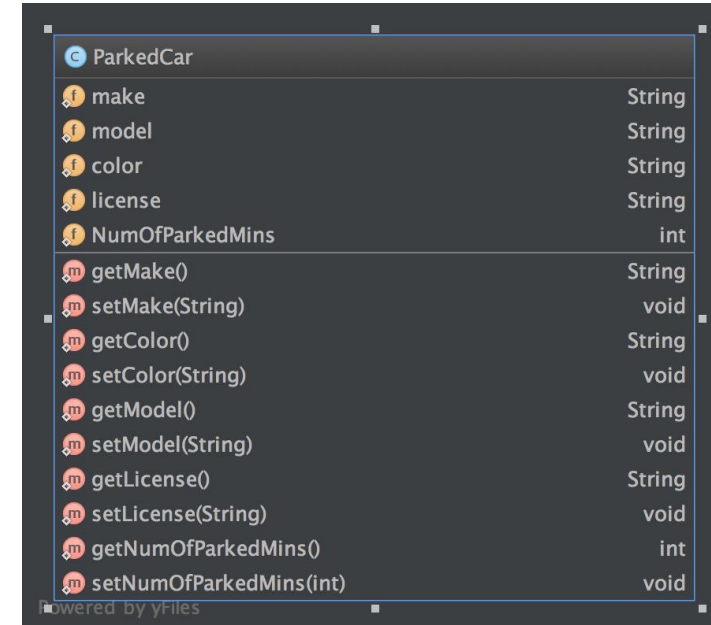 C ParkedCar
f make String
f model String
f color String
f license String
f NumOfParkedMins int
m getMake() String
m setMake(String) void
m getColor() String
m setColor(String) void
m getModel() String
m setModel(String) void
m getLicense() String
m setLicense(String) void
m getNumOfParkedMins() int
m setNumOfParkedMins(int) void
Powered by yFiles